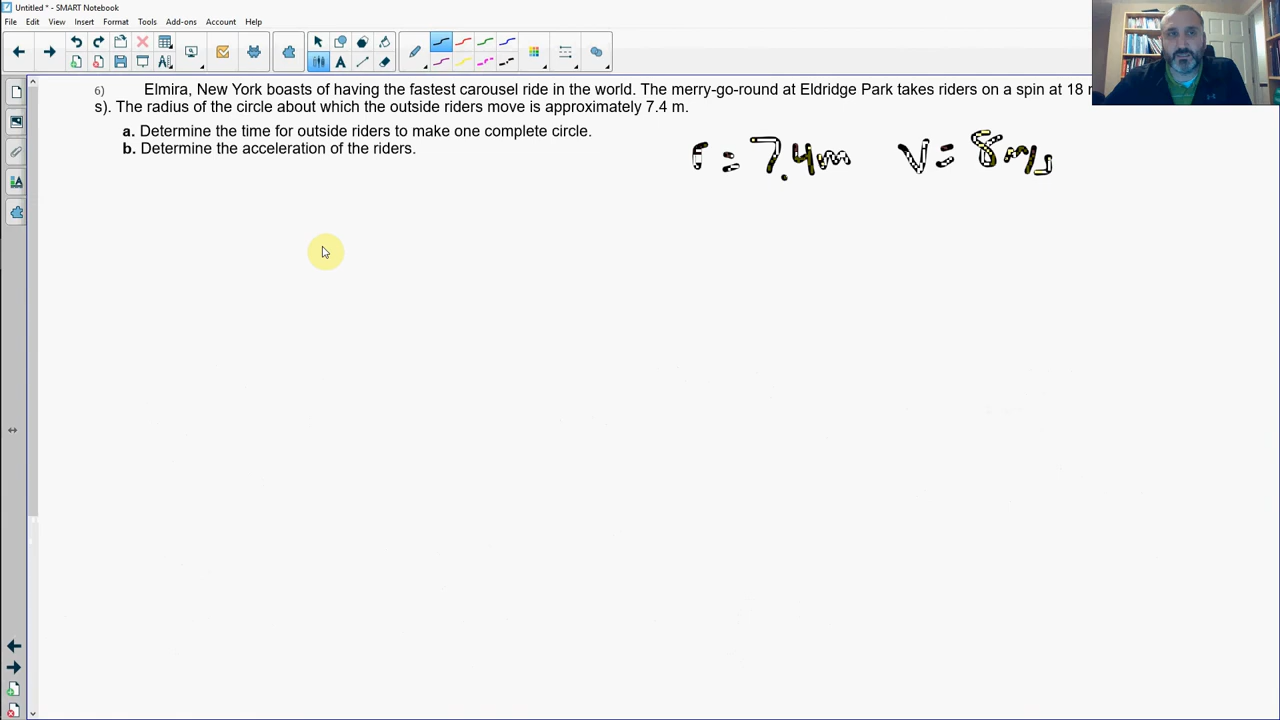 Untitled * - SMART Notebook
File Edit View Insert Format Tools Add-ons Account Help
6) Elmira, New York boasts of having the fastest carousel ride in the world. The merry-go-round at Eldridge Park takes riders on a spin at 18
s). The radius of the circle about which the outside riders move is approximately 7.4 m.
a. Determine the time for outside riders to make one complete circle.
b. Determine the acceleration of the riders.
r = 7.4m v = 8m/s